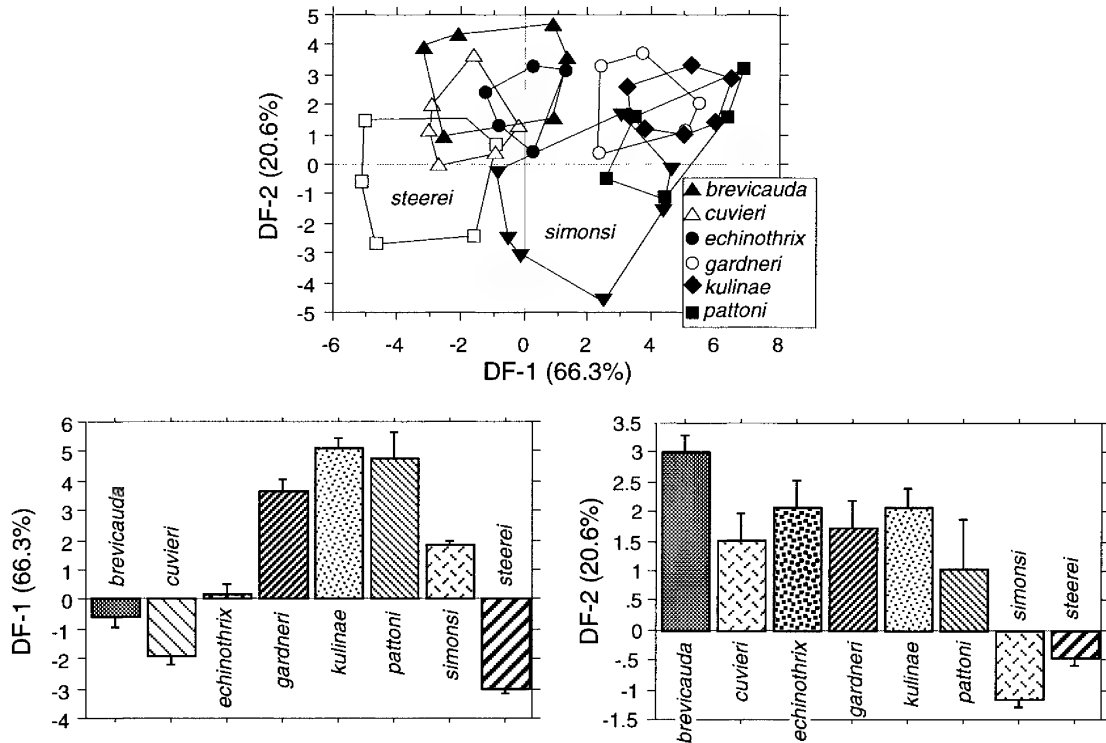 5
4
3
2
1
0
-1
-2
-3
-4
-5
DF-2 (20.6%)
steerei
simonsi
brevicauda
cuvieri
echinothrix
gardneri
kulinae
pattoni
-6
-4
-2
0
2
4
6
8
DF-1 (66.3%)
6
5
4
3
2
1
0
-1
-2
-3
-4
DF-1 (66.3%)
brevicauda
cuvieri
echinothrix
gardneri
kulinae
pattoni
simonsi
steerei
3.5
3
2.5
2
1.5
1
.5
0
-.5
-1
-1.5
DF-2 (20.6%)
brevicauda
cuvieri
echinothrix
gardneri
kulinae
pattoni
simonsi
steerei